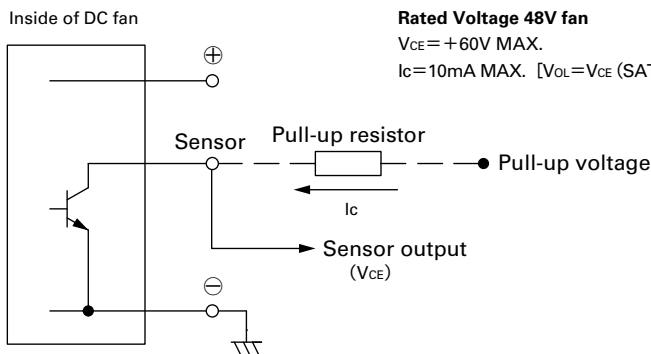 Inside of DC fan
Rated Voltage 48V fan
VCE=+60V MAX.
Ic=10mA MAX. [VOL=VCE (SAT
Sensor
Pull-up resistor
Pull-up voltage
Ic
Sensor output
(VCE)